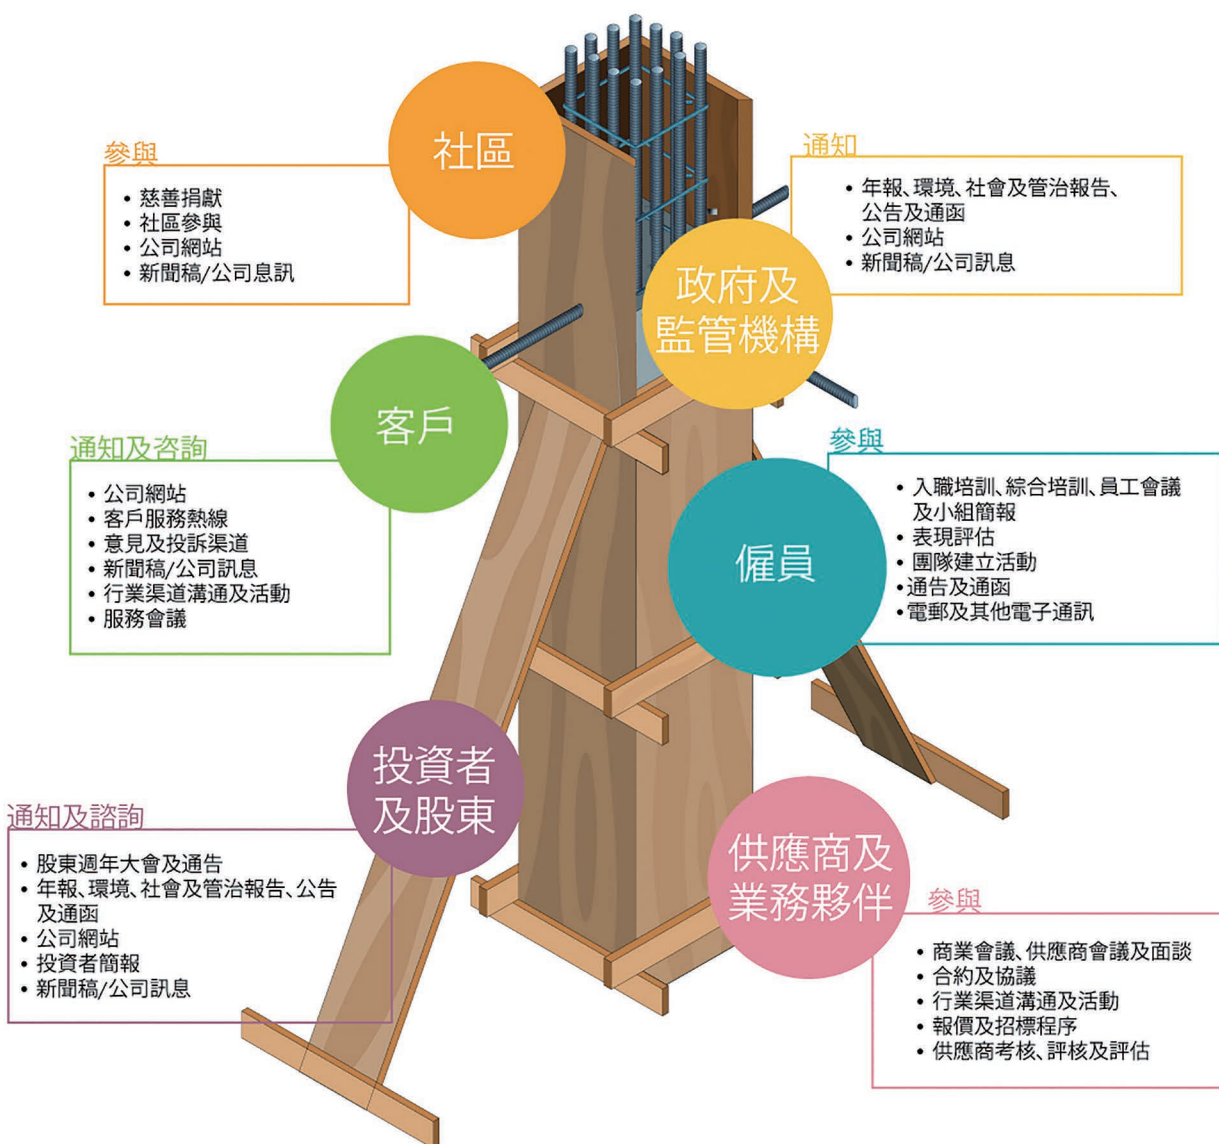 社區
參與
• 慈善捐獻
• 社區參與
• 公司網站
• 新聞稿/公司息訊
政府及
監管機構
通知
• 年報、環境、社會及管治報告、
公告及通函
• 公司網站
• 新聞稿/公司訊息
客戶
通知及咨詢
• 公司網站
• 客戶服務熱線
• 意見及投訴渠道
• 新聞稿/公司訊息
• 行業渠道溝通及活動
• 服務會議
僱員
參與
• 入職培訓、綜合培訓、員工會議
及小組簡報
• 表現評估
• 團隊建立活動
• 通告及通函
• 電郵及其他電子通訊
投資者
及股東
通知及諮詢
• 股東週年大會及通告
• 年報、環境、社會及管治報告、公告
及通函
• 公司網站
• 投資者簡報
• 新聞稿/公司訊息
供應商及
業務夥伴
參與
• 商業會議、供應商會議及面談
• 合約及協議
• 行業渠道溝通及活動
• 報價及招標程序
• 供應商考核、評核及評估